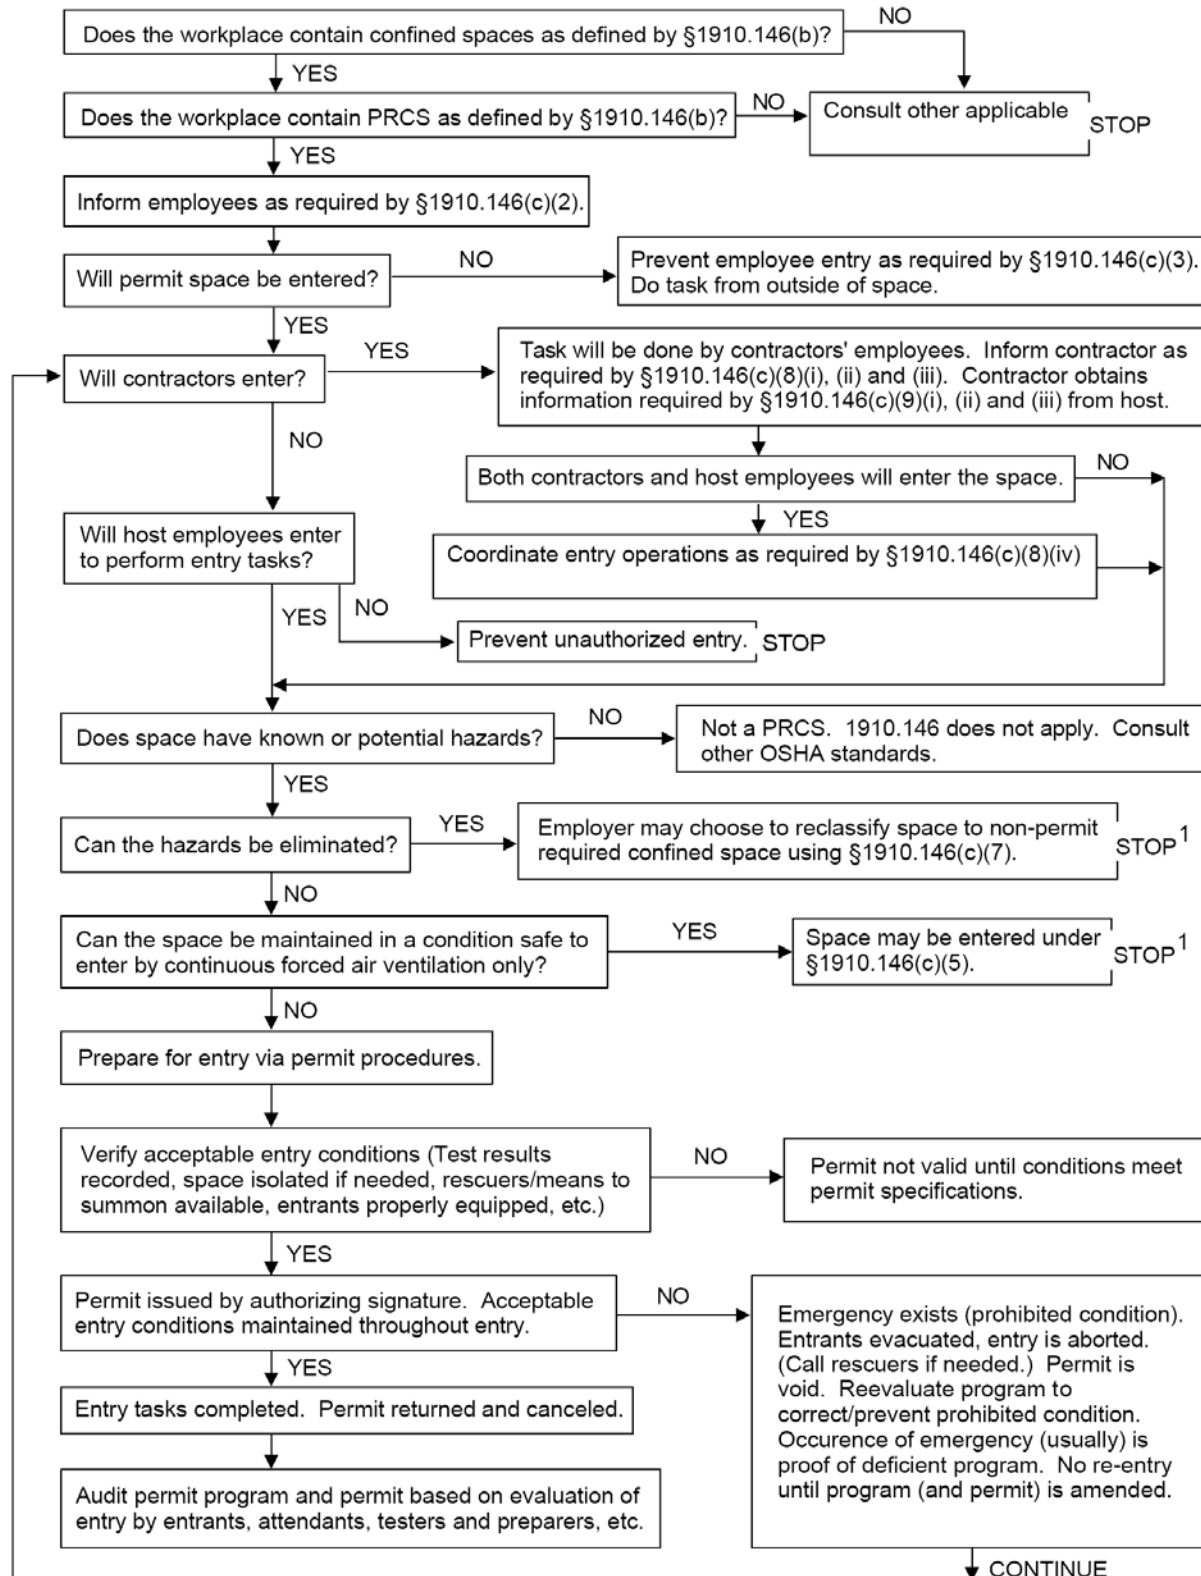 Does the workplace contain confined spaces as defined by §1910.146(b)?
NO
YES
Does the workplace contain PRCS as defined by §1910.146(b)?
NO
Consult other applicable
STOP
YES
Inform employees as required by §1910.146(c)(2).
Will permit space be entered?
NO
Prevent employee entry as required by §1910.146(c)(3).
Do task from outside of space.
YES
Will contractors enter?
YES
Task will be done by contractors' employees. Inform contractor as
required by §1910.146(c)(8)(i), (ii) and (iii). Contractor obtains
information required by §1910.146(c)(9)(i), (ii) and (iii) from host.
NO
Both contractors and host employees will enter the space.
NO
YES
Will host employees enter
to perform entry tasks?
Coordinate entry operations as required by §1910.146(c)(8)(iv)
YES
NO
Prevent unauthorized entry.
STOP
Does space have known or potential hazards?
NO
Not a PRCS. 1910.146 does not apply. Consult
other OSHA standards.
YES
Can the hazards be eliminated?
YES
Employer may choose to reclassify space to non-permit
required confined space using §1910.146(c)(7).
STOP1
NO
Can the space be maintained in a condition safe to
enter by continuous forced air ventilation only?
YES
Space may be entered under
§1910.146(c)(5).
STOP1
NO
Prepare for entry via permit procedures.
Verify acceptable entry conditions (Test results
recorded, space isolated if needed, rescuers/means to
summon available, entrants properly equipped, etc.)
NO
Permit not valid until conditions meet
permit specifications.
YES
Permit issued by authorizing signature. Acceptable
entry conditions maintained throughout entry.
NO
Emergency exists (prohibited condition).
Entrants evacuated, entry is aborted.
(Call rescuers if needed.) Permit is
void. Reevaluate program to
correct/prevent prohibited condition.
Occurence of emergency (usually) is
proof of deficient program. No re-entry
until program (and permit) is amended.
YES
Entry tasks completed. Permit returned and canceled.
Audit permit program and permit based on evaluation of
entry by entrants, attendants, testers and preparers, etc.
CONTINUE